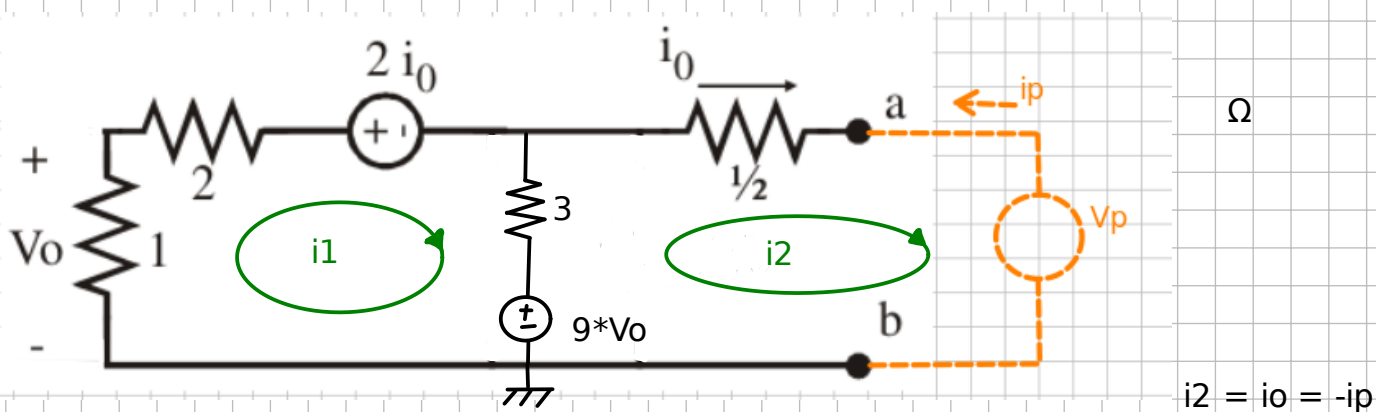 2 i0
i0
ip
a
Ω
+ -
+
2
½
3
Vp
Vo
1
i1
i2
+
-
9*Vo
b
-
i2 = io = -ip